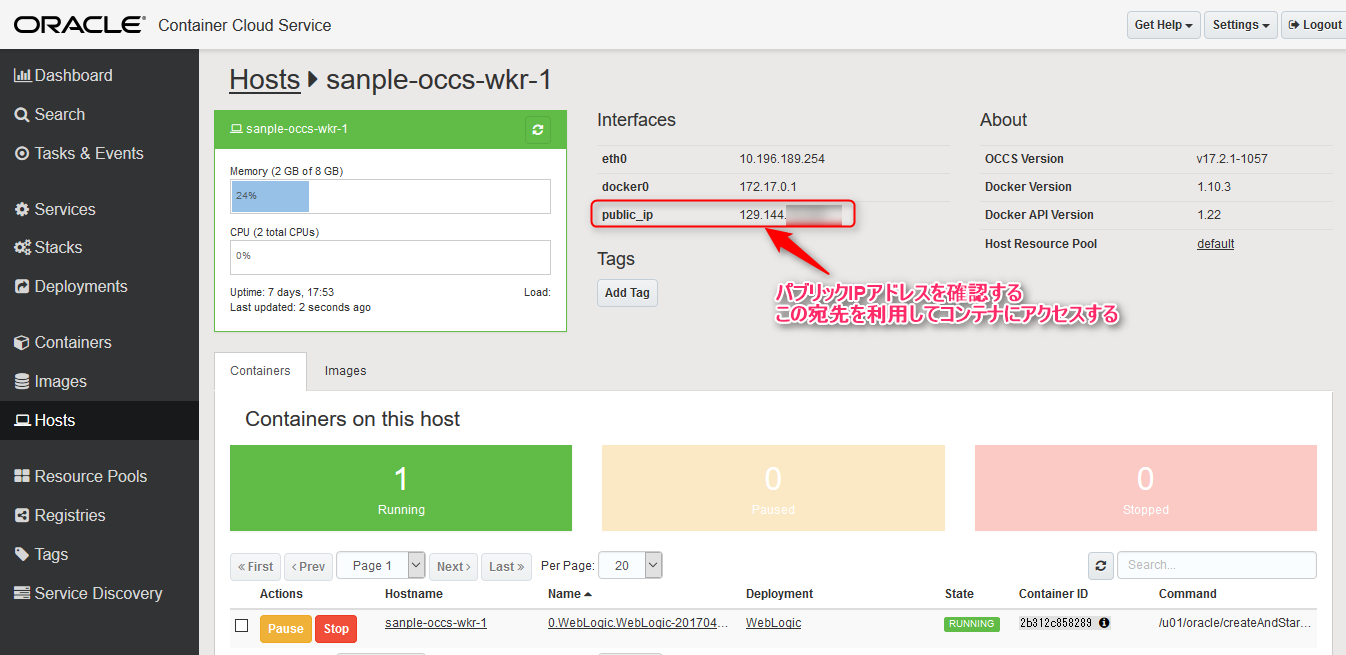 ORACLE Container Cloud Service
Get Help Settings Logout
Dashboard
Search
Tasks & Events
Services
Stacks
Deployments
Containers
Images
Hosts
Resource Pools
Registries
Tags
Service Discovery
Hosts sanple-occs-wkr-1
sanple-occs-wkr-1
Memory (2 GB of 8 GB)
24%
CPU (2 total CPUs)
0%
Uptime: 7 days, 17:53 Load:
Last updated: 2 seconds ago
Interfaces
eth0 10.196.189.254
docker0 172.17.0.1
public_ip 129.144.
Tags
Add Tag
パブリックIPアドレスを確認する
この宛先を利用してコンテナにアクセスする
About
OCCS Version v17.2.1-1057
Docker Version 1.10.3
Docker API Version 1.22
Host Resource Pool default
Containers Images
Containers on this host
1
Running
0
Paused
0
Stopped
« First ‹ Prev Page 1 Next › Last » Per Page: 20 Search...
Actions Hostname Name Deployment State Container ID Command
Pause Stop sanple-occs-wkr-1 0.WebLogic.WebLogic-201704... WebLogic RUNNING 2b312c858289 /u01/oracle/createAndStar...